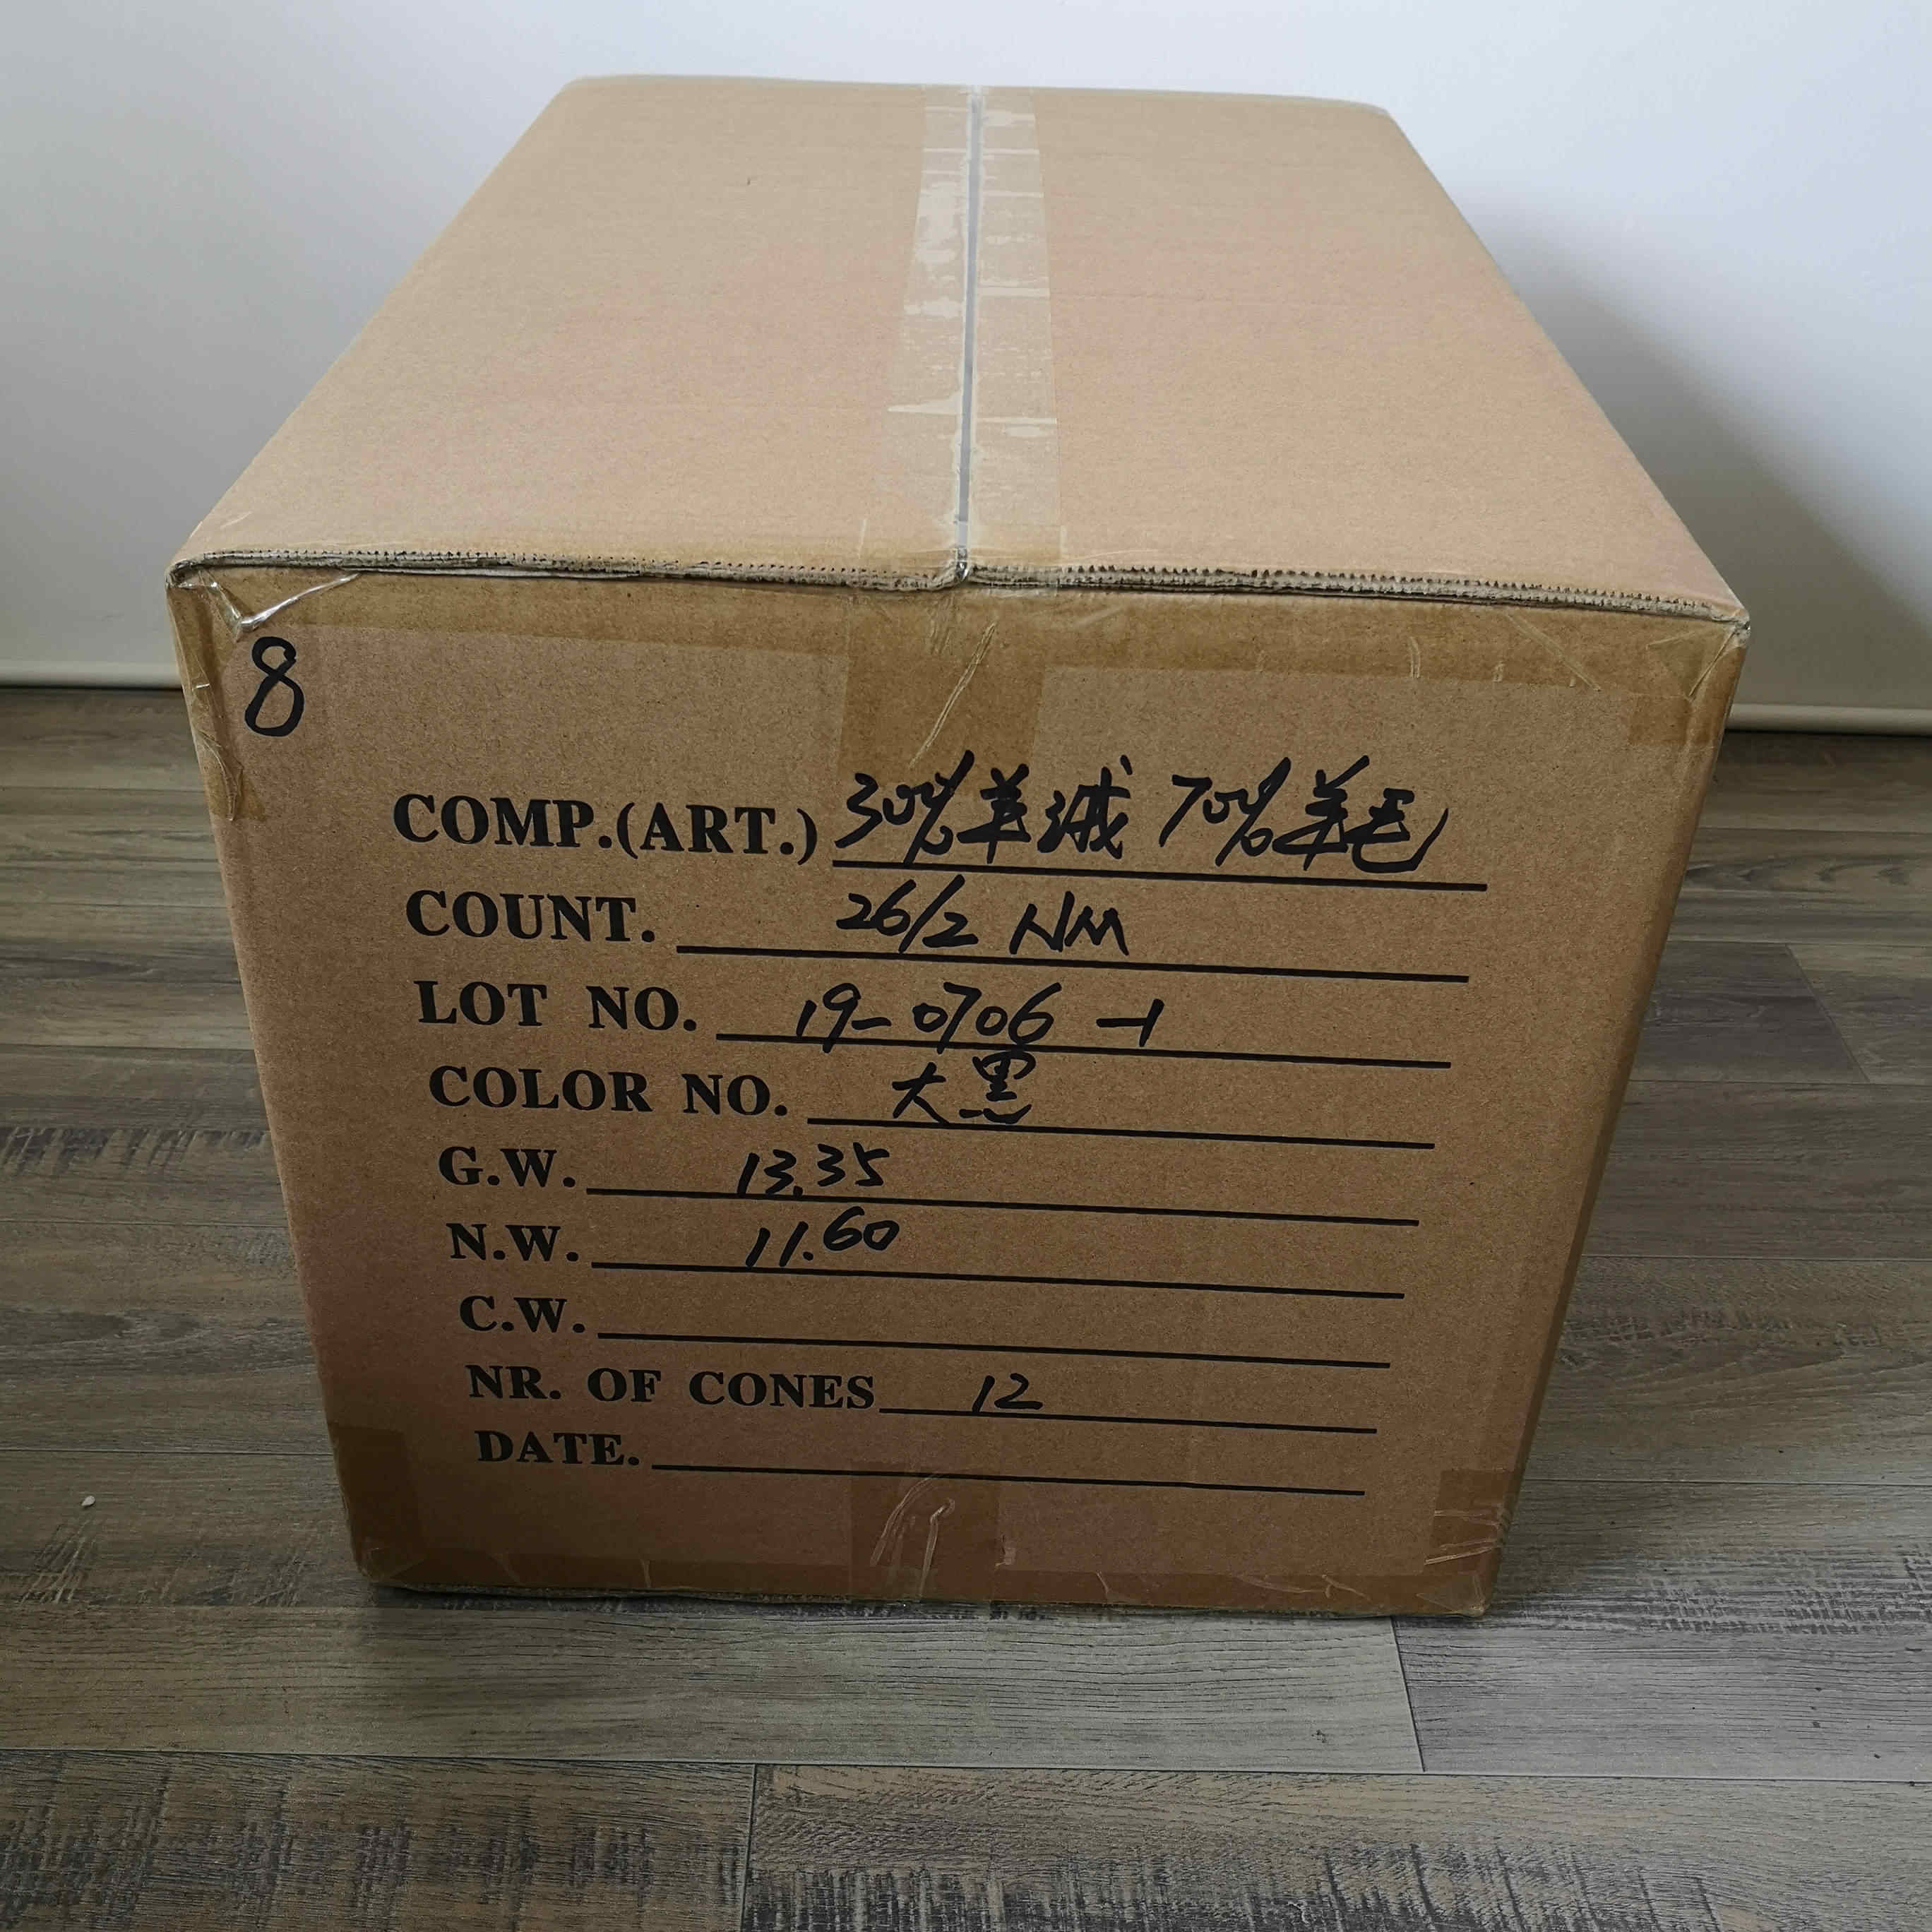 8
COMP.(ART.) 30% 羊绒 70% 羊毛
COUNT. 26/2 NM
LOT NO. 19-0706-1
COLOR NO. 大黑
G.W. 13.35
N.W. 11.60
C.W.
NR. OF CONES 12
DATE.